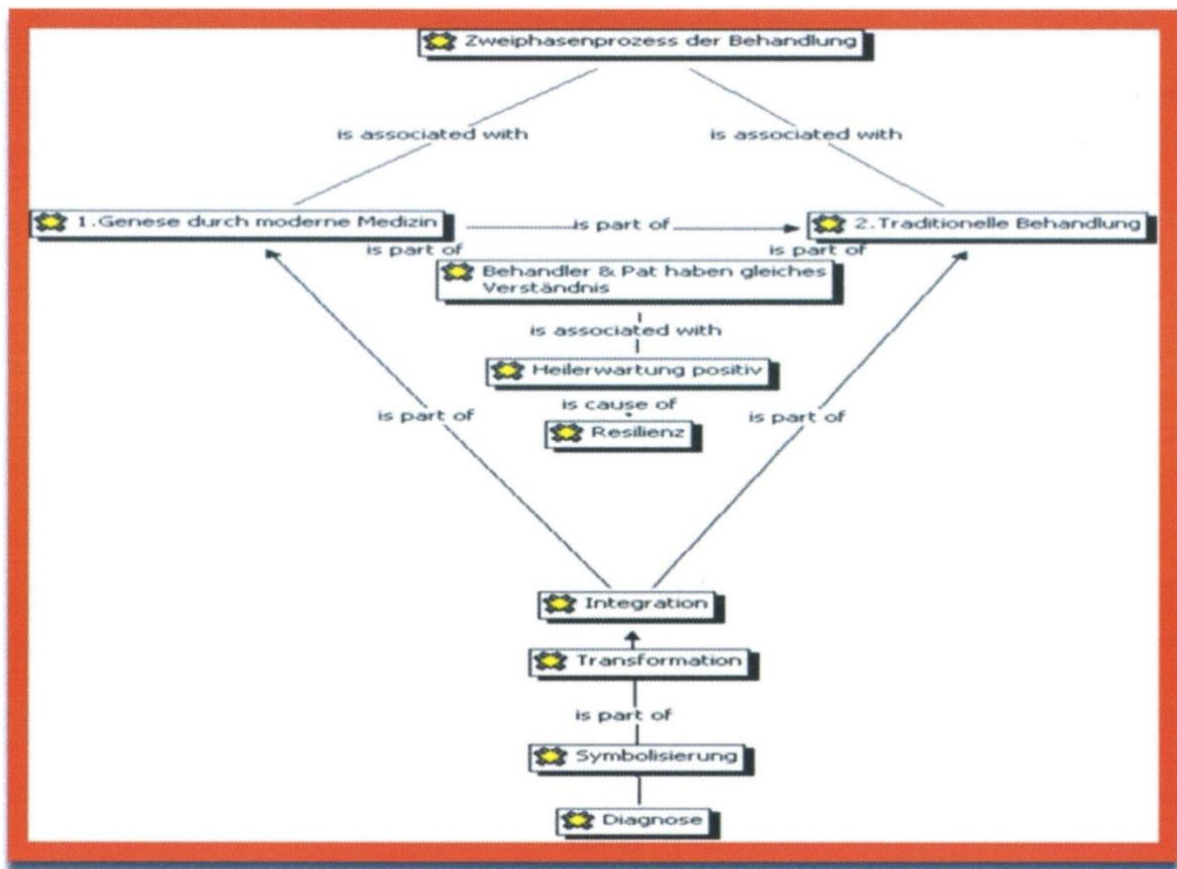 Zweiphasenprozess der Behandlung
is associated with
is associated with
1.Genese durch moderne Medizin
is part of
2.Traditionelle Behandlung
is part of
is part of
Behandler & Pat haben gleiches
Verständnis
is associated with
Heilerwartung positiv
is cause of
is part of
is part of
Resilienz
Integration
Transformation
is part of
Symbolisierung
Diagnose